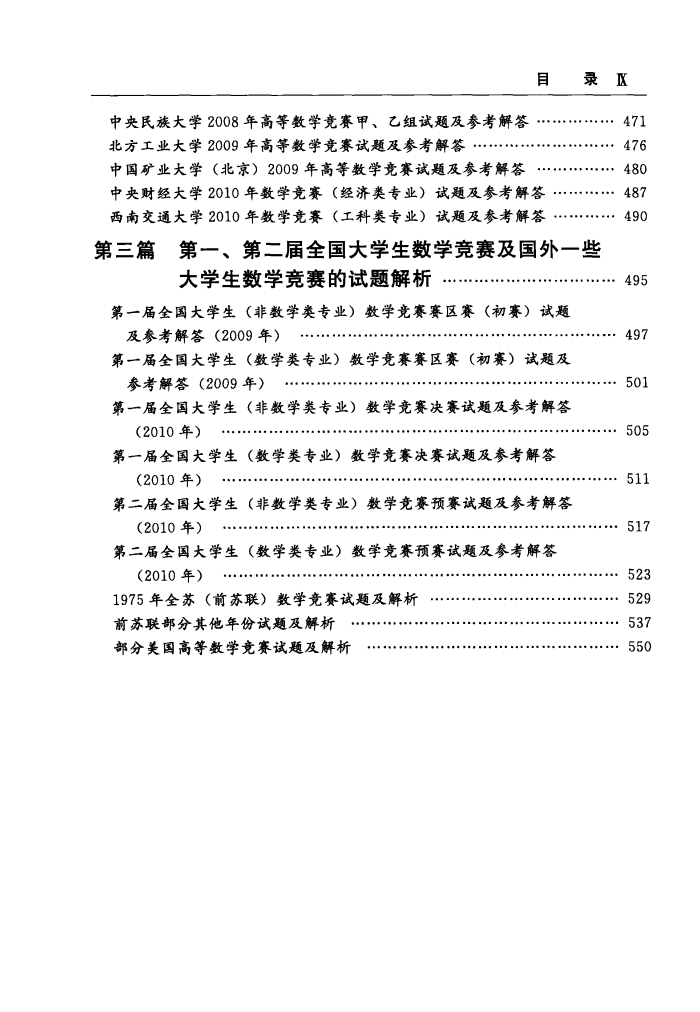 目 录 Ⅸ
中央民族大学 2008 年高等数学竞赛甲、乙组试题及参考解答 …………… 471
北方工业大学 2009 年高等数学竞赛试题及参考解答 ……………………… 476
中国矿业大学（北京）2009 年高等数学竞赛试题及参考解答 …………… 480
中央财经大学 2010 年数学竞赛（经济类专业）试题及参考解答 ………… 487
西南交通大学 2010 年数学竞赛（工科类专业）试题及参考解答 ………… 490
第三篇 第一、第二届全国大学生数学竞赛及国外一些
大学生数学竞赛的试题解析 …………………………… 495
第一届全国大学生（非数学类专业）数学竞赛赛区赛（初赛）试题
及参考解答（2009 年） …………………………………………………… 497
第一届全国大学生（数学类专业）数学竞赛赛区赛（初赛）试题及
参考解答（2009 年） ……………………………………………………… 501
第一届全国大学生（非数学类专业）数学竞赛决赛试题及参考解答
（2010 年） ………………………………………………………………… 505
第一届全国大学生（数学类专业）数学竞赛决赛试题及参考解答
（2010 年） ………………………………………………………………… 511
第二届全国大学生（非数学类专业）数学竞赛预赛试题及参考解答
（2010 年） ………………………………………………………………… 517
第二届全国大学生（数学类专业）数学竞赛预赛试题及参考解答
（2010 年） ………………………………………………………………… 523
1975 年全苏（前苏联）数学竞赛试题及解析 ……………………………… 529
前苏联部分其他年份试题及解析 …………………………………………… 537
部分美国高等数学竞赛试题及解析 ………………………………………… 550